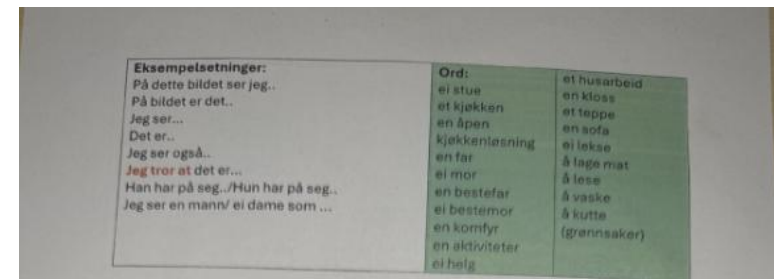 Eksempelsetninger:
På dette bildet ser jeg..
På bildet er det..
Jeg ser...
Det er..
Jeg ser også..
Jeg tror at det er...
Han har på seg../Hun har på seg..
Jeg ser en mann/ ei dame som ...
Ord:
ei stue
et kjøkken
en åpen
kjøkkenløsning
en far
ei mor
en bestefar
ei bestemor
en komfyr
en aktiviteter
ei helg
et husarbeid
en kloss
et teppe
en sofa
ei lekse
å lage mat
å lese
å vaske
å kutte
(grønnsaker)